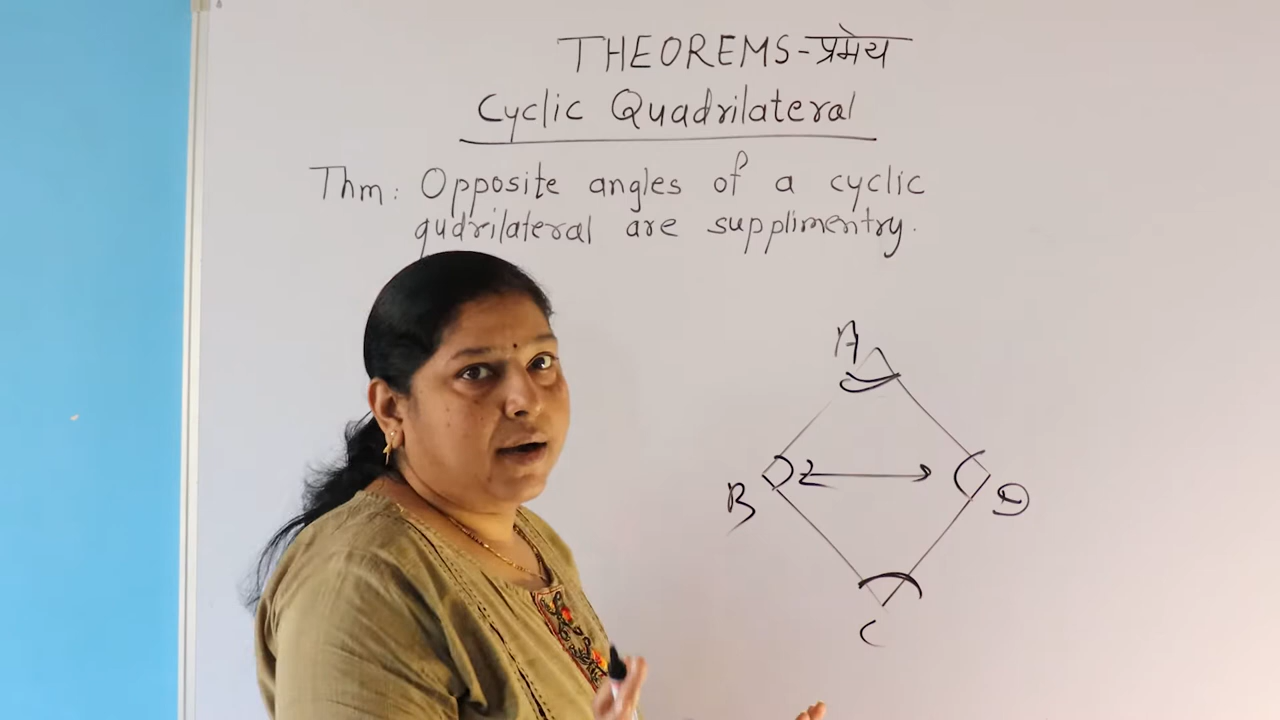 THEOREMS-प्रमेय
Cyclic Quadrilateral
Thm: Opposite angles of a cyclic
qudrilateral are supplimentry.
A
B
D
C